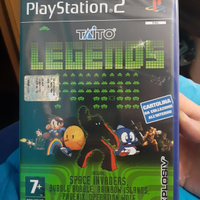 PlayStation 2
TAITO
LEGENDS
CARTOLINA
DA COLLEZIONE
ALL'INTERNO
SPACE INVADERS
BUBBLE BOBBLE, RAINBOW ISLANDS
PHOENIX, OPERATION WOLF
7+